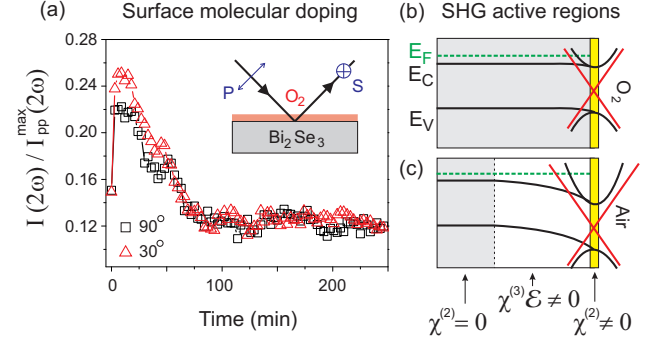 (a) Surface molecular doping
I (2ω) / I_pp^max (2ω)
0.28
0.24
0.20
0.16
0.12
0 100 200
Time (min)
90°
30°
P O₂ S
Bi₂Se₃
(b) SHG active regions
E_F
E_C
E_V
O₂
(c)
Air
χ⁽²⁾ = 0
χ⁽³⁾ℰ ≠ 0
χ⁽²⁾ ≠ 0